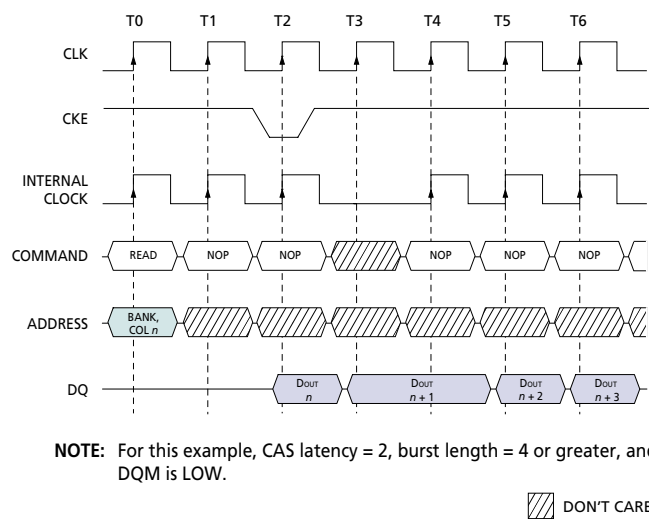 T0 T1 T2 T3 T4 T5 T6
CLK
CKE
INTERNAL
CLOCK
COMMAND READ NOP NOP NOP NOP NOP
ADDRESS BANK,
COL n
DQ DOUT DOUT DOUT DOUT
n n + 1 n + 2 n + 3
NOTE: For this example, CAS latency = 2, burst length = 4 or greater, and
DQM is LOW.
DON'T CARE